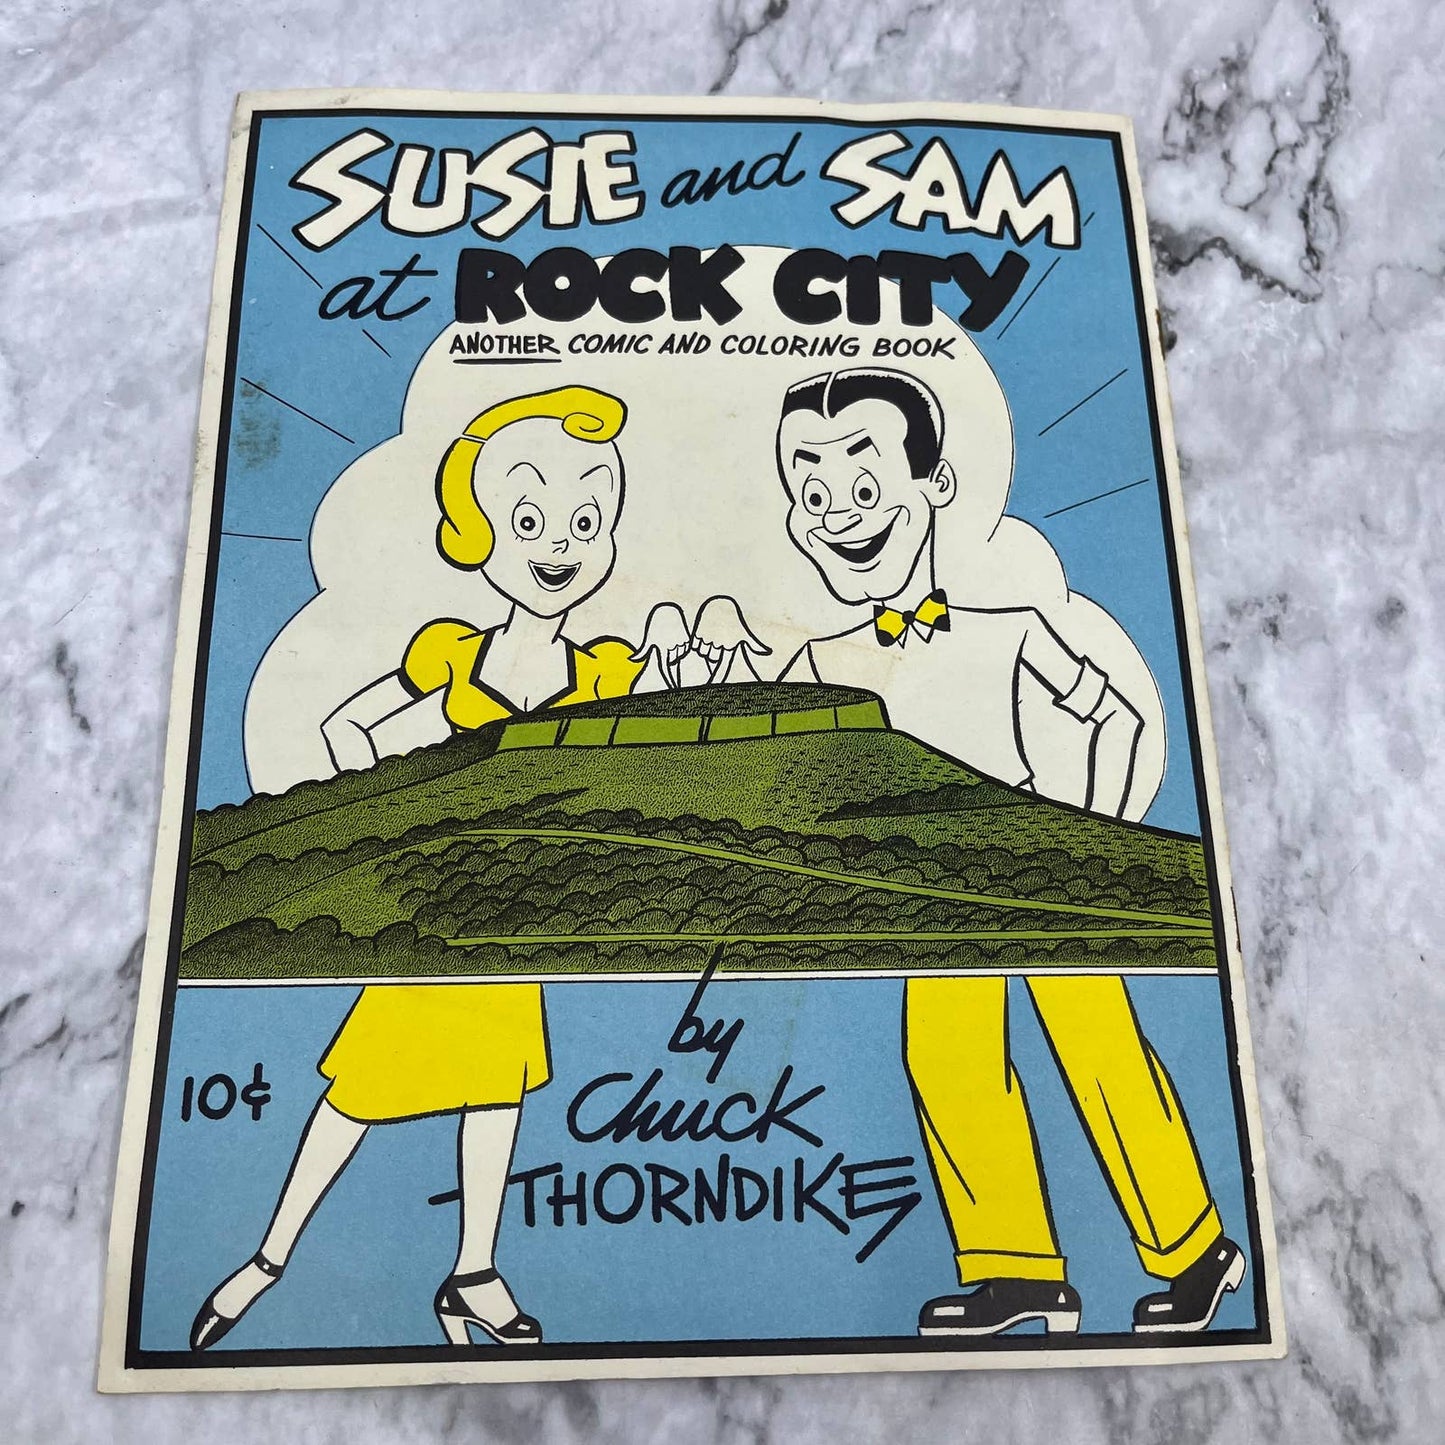 SUSIE and SAM
at ROCK CITY
ANOTHER COMIC AND COLORING BOOK
by
10¢
Chuck
THORNDIKE